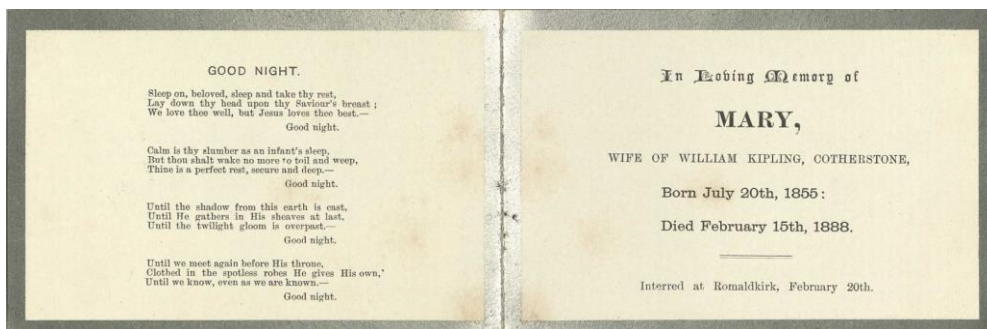 GOOD NIGHT.
Sleep on, beloved, sleep and take thy rest,
Lay down thy head upon thy Saviour's breast;
We love thee well, but Jesus loves thee best.—
Good night.
Calm is thy slumber as an infant's sleep,
But thou shalt wake no more to toil and weep,
Thine is a perfect rest, secure and deep.—
Good night.
Until the shadow from this earth is cast,
Until He gathers in His sheaves at last,
Until the twilight gloom is overpast.—
Good night.
Until we meet again before His throne,
Clothed in the spotless robes He gives His own,'
Until we know, even as we are known.—
Good night.
In Loving Memory of
MARY,
WIFE OF WILLIAM KIPLING, COTHERSTONE,
Born July 20th, 1855:
Died February 15th, 1888.
Interred at Romaldkirk, February 20th.